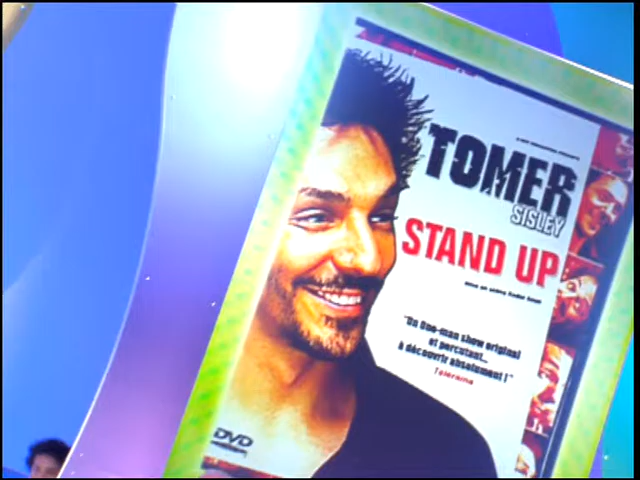 TOMER
SISLEY
STAND UP
"Un One-man show original
et percutant...
à découvrir absolument !"
Télérama
DVD